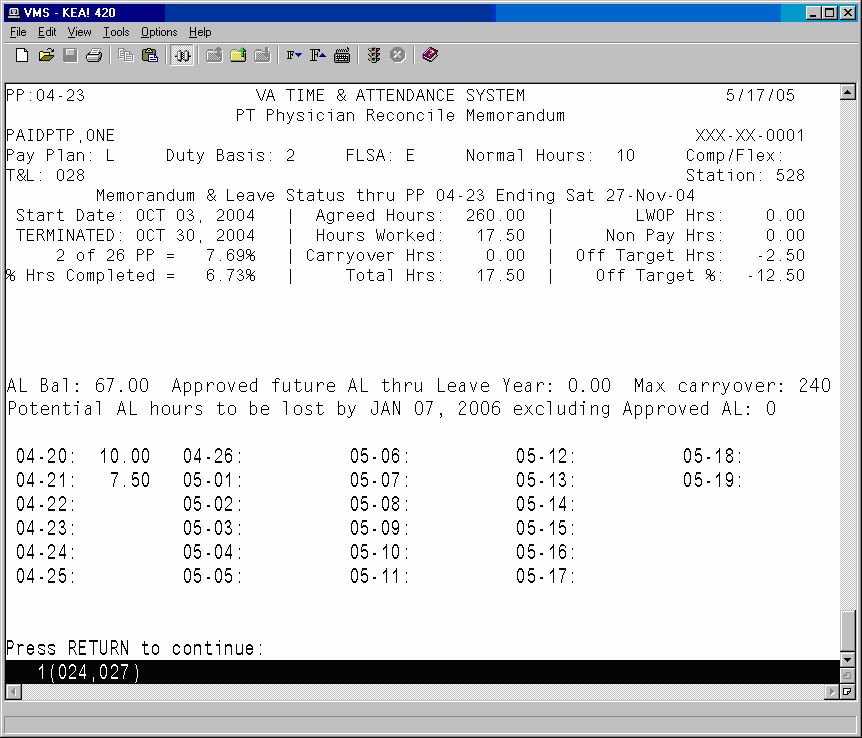 VMS - KEA! 420
File Edit View Tools Options Help
PP:04-23 VA TIME & ATTENDANCE SYSTEM 5/17/05
PT Physician Reconcile Memorandum
PAIDPTP,ONE XXX-XX-0001
Pay Plan: L Duty Basis: 2 FLSA: E Normal Hours: 10 Comp/Flex:
T&L: 028 Station: 528
Memorandum & Leave Status thru PP 04-23 Ending Sat 27-Nov-04
Start Date: OCT 03, 2004 | Agreed Hours: 260.00 | LWOP Hrs: 0.00
TERMINATED: OCT 30, 2004 | Hours Worked: 17.50 | Non Pay Hrs: 0.00
2 of 26 PP = 7.69% | Carryover Hrs: 0.00 | Off Target Hrs: -2.50
% Hrs Completed = 6.73% | Total Hrs: 17.50 | Off Target %: -12.50
AL Bal: 67.00 Approved future AL thru Leave Year: 0.00 Max carryover: 240
Potential AL hours to be lost by JAN 07, 2006 excluding Approved AL: 0
04-20: 10.00 04-26: 05-06: 05-12: 05-18:
04-21: 7.50 05-01: 05-07: 05-13: 05-19:
04-22: 05-02: 05-08: 05-14:
04-23: 05-03: 05-09: 05-15:
04-24: 05-04: 05-10: 05-16:
04-25: 05-05: 05-11: 05-17:
Press RETURN to continue:
1(024,027)